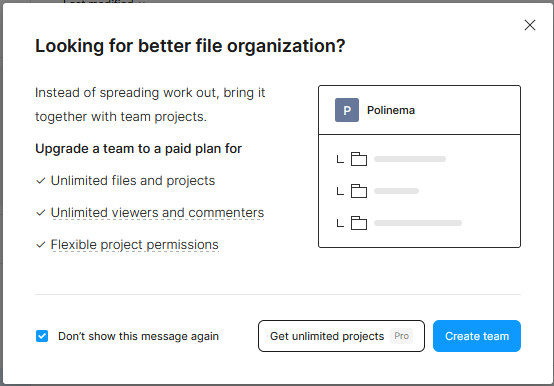 Last modified
Looking for better file organization?
Instead of spreading work out, bring it
together with team projects.
Upgrade a team to a paid plan for
Unlimited files and projects
Unlimited viewers and commenters
Flexible project permissions
P Polinema
Don't show this message again
Get unlimited projects Pro
Create team